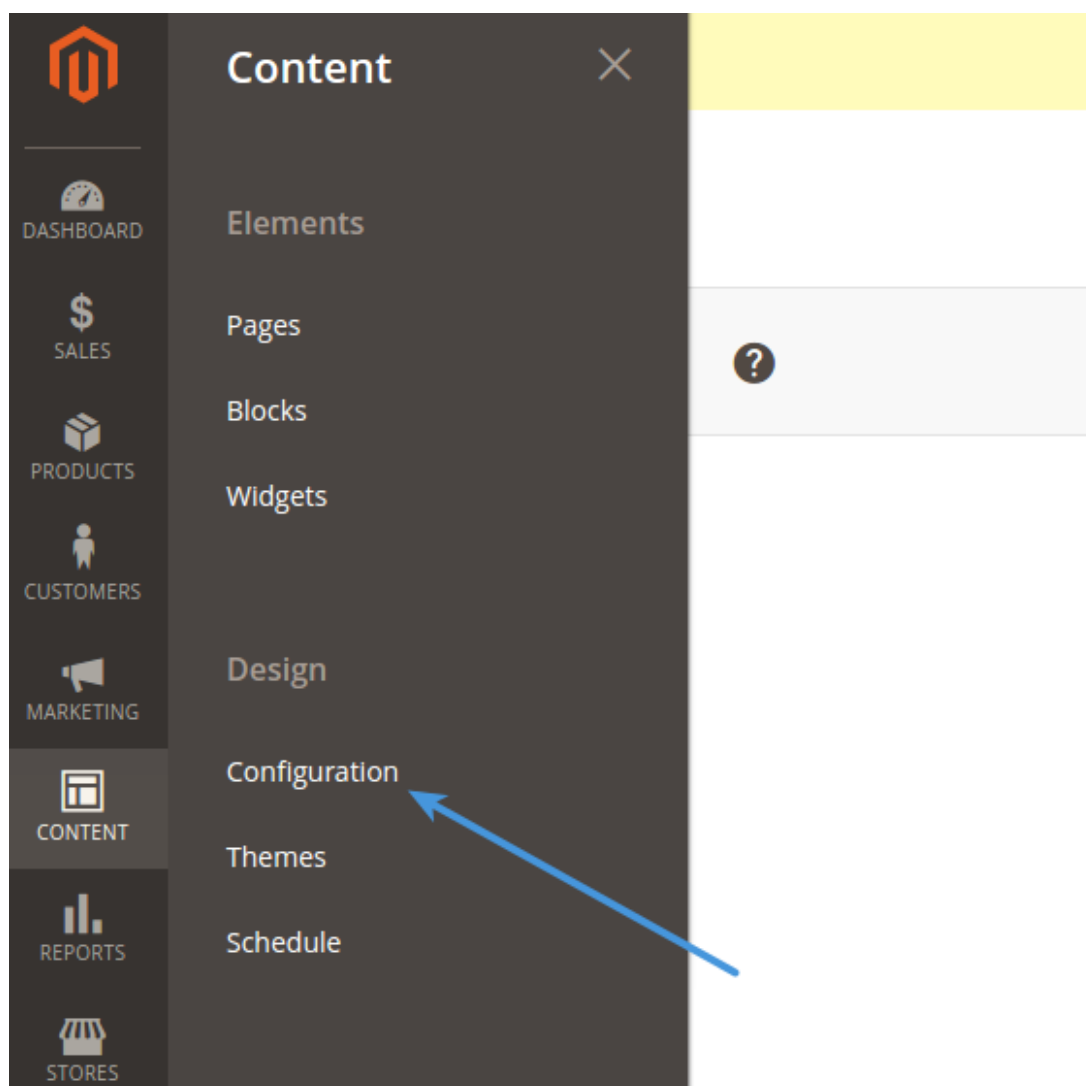 DASHBOARD
SALES
PRODUCTS
CUSTOMERS
MARKETING
CONTENT
REPORTS
STORES
Content
Elements
Pages
Blocks
Widgets
Design
Configuration
Themes
Schedule
?